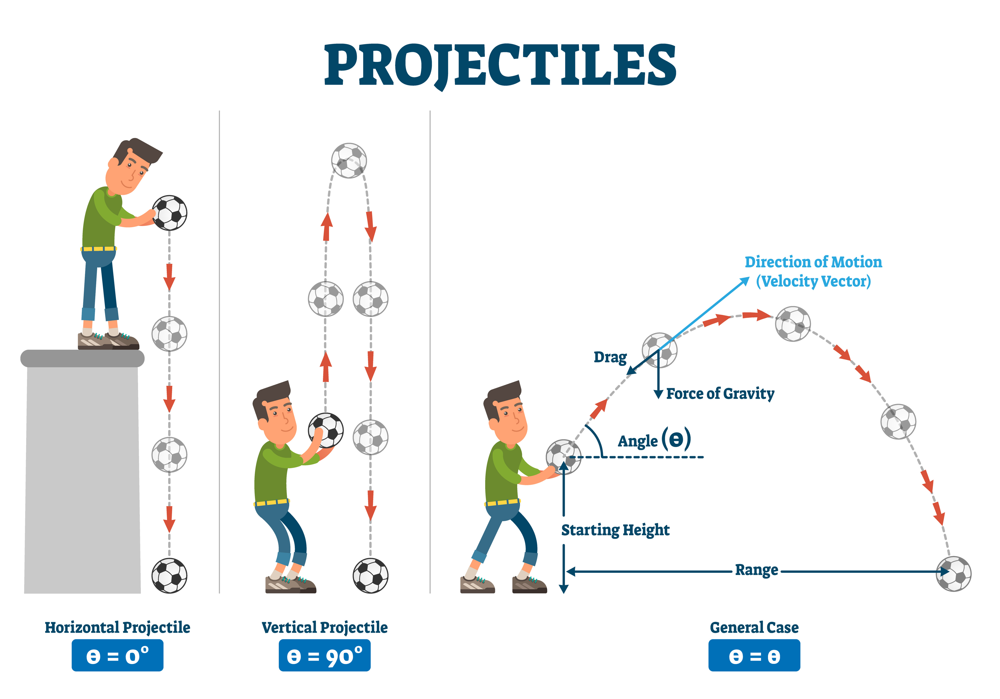 PROJECTILES
Horizontal Projectile
θ = 0°
Vertical Projectile
θ = 90°
Direction of Motion
(Velocity Vector)
Drag
Force of Gravity
Angle (θ)
Starting Height
Range
General Case
θ = θ